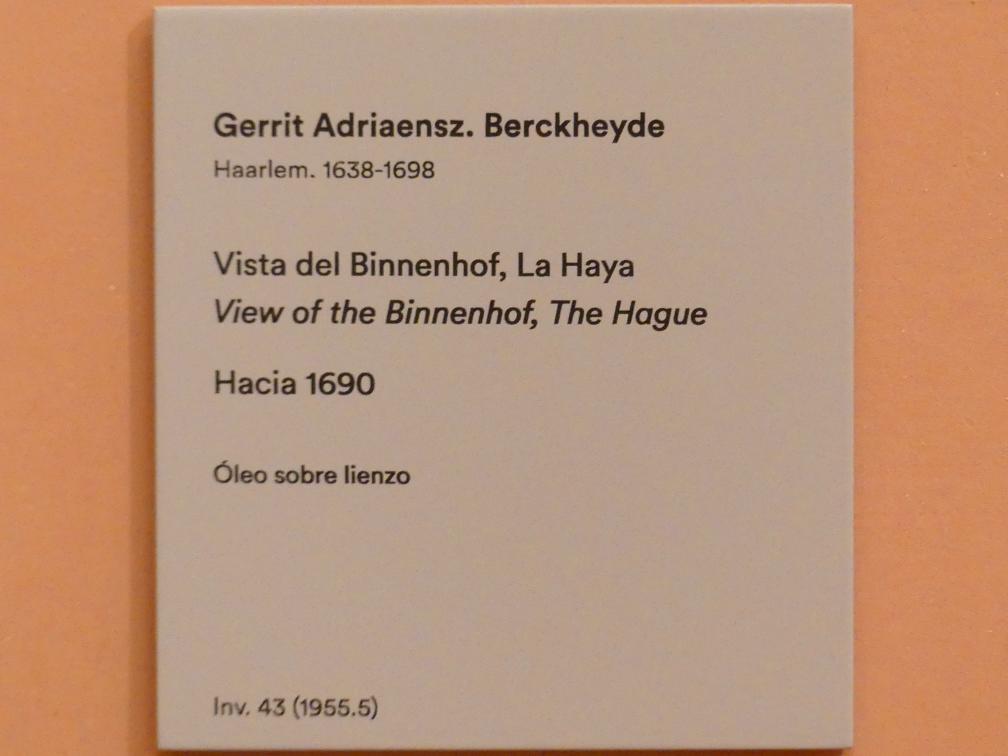 Gerrit Adriaensz. Berckheyde
Haarlem. 1638-1698
Vista del Binnenhof, La Haya
View of the Binnenhof, The Hague
Hacia 1690
Óleo sobre lienzo
Inv. 43 (1955.5)